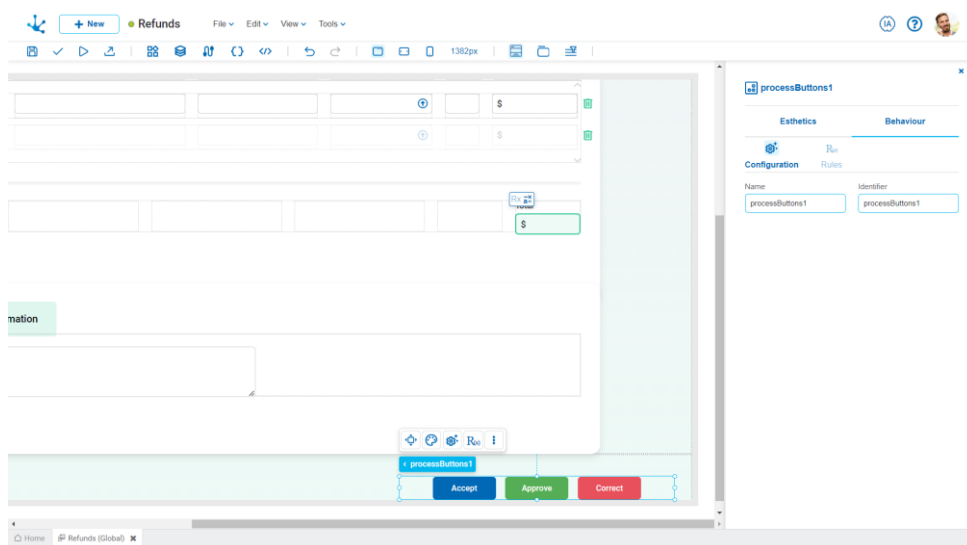 + New
Refunds
File
Edit
View
Tools
IA
?
</>
1382px
processButtons1
Esthetics
Behaviour
R(x)
Configuration
Rules
Name
Identifier
processButtons1
processButtons1
$
$
Rx
Total
$
mation
R(x)
processButtons1
Accept
Approve
Correct
Home
Refunds (Global)